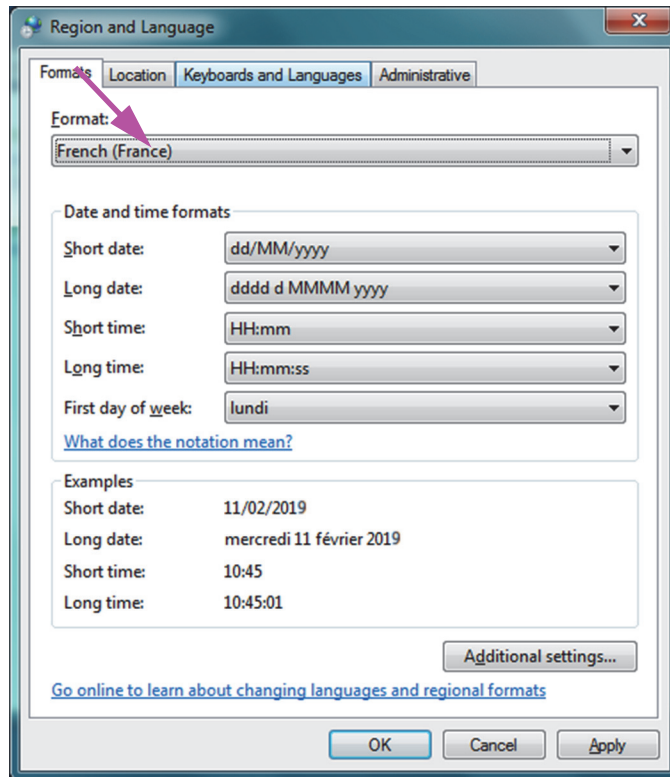 Region and Language
Formats Location Keyboards and Languages Administrative
Format:
French (France)
Date and time formats
Short date: dd/MM/yyyy
Long date: dddd d MMMM yyyy
Short time: HH:mm
Long time: HH:mm:ss
First day of week: lundi
What does the notation mean?
Examples
Short date: 11/02/2019
Long date: mercredi 11 février 2019
Short time: 10:45
Long time: 10:45:01
Additional settings...
Go online to learn about changing languages and regional formats
OK Cancel Apply